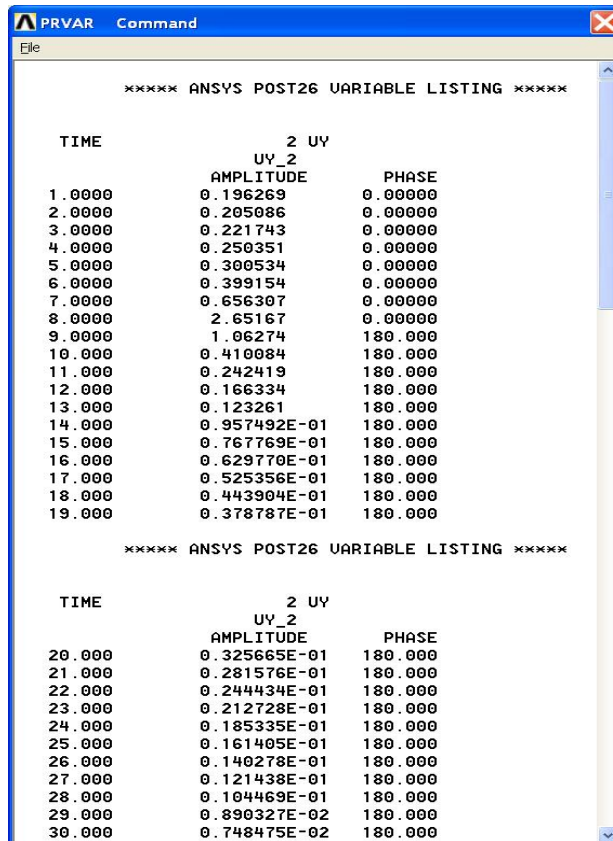 PRVAR Command
File
***** ANSYS POST26 VARIABLE LISTING *****
TIME 2 UY
UY_2
AMPLITUDE PHASE
1.0000 0.196269 0.00000
2.0000 0.205086 0.00000
3.0000 0.221743 0.00000
4.0000 0.250351 0.00000
5.0000 0.300534 0.00000
6.0000 0.399154 0.00000
7.0000 0.656307 0.00000
8.0000 2.65167 0.00000
9.0000 1.06274 180.000
10.000 0.410084 180.000
11.000 0.242419 180.000
12.000 0.166334 180.000
13.000 0.123261 180.000
14.000 0.957492E-01 180.000
15.000 0.767769E-01 180.000
16.000 0.629770E-01 180.000
17.000 0.525356E-01 180.000
18.000 0.443904E-01 180.000
19.000 0.378787E-01 180.000
***** ANSYS POST26 VARIABLE LISTING *****
TIME 2 UY
UY_2
AMPLITUDE PHASE
20.000 0.325665E-01 180.000
21.000 0.281576E-01 180.000
22.000 0.244434E-01 180.000
23.000 0.212728E-01 180.000
24.000 0.185335E-01 180.000
25.000 0.161405E-01 180.000
26.000 0.140278E-01 180.000
27.000 0.121438E-01 180.000
28.000 0.104469E-01 180.000
29.000 0.890327E-02 180.000
30.000 0.748475E-02 180.000